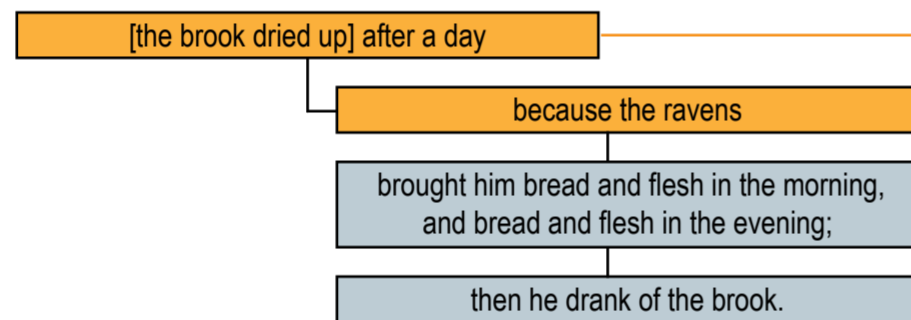 [the brook dried up] after a day
because the ravens
brought him bread and flesh in the morning,
and bread and flesh in the evening;
then he drank of the brook.